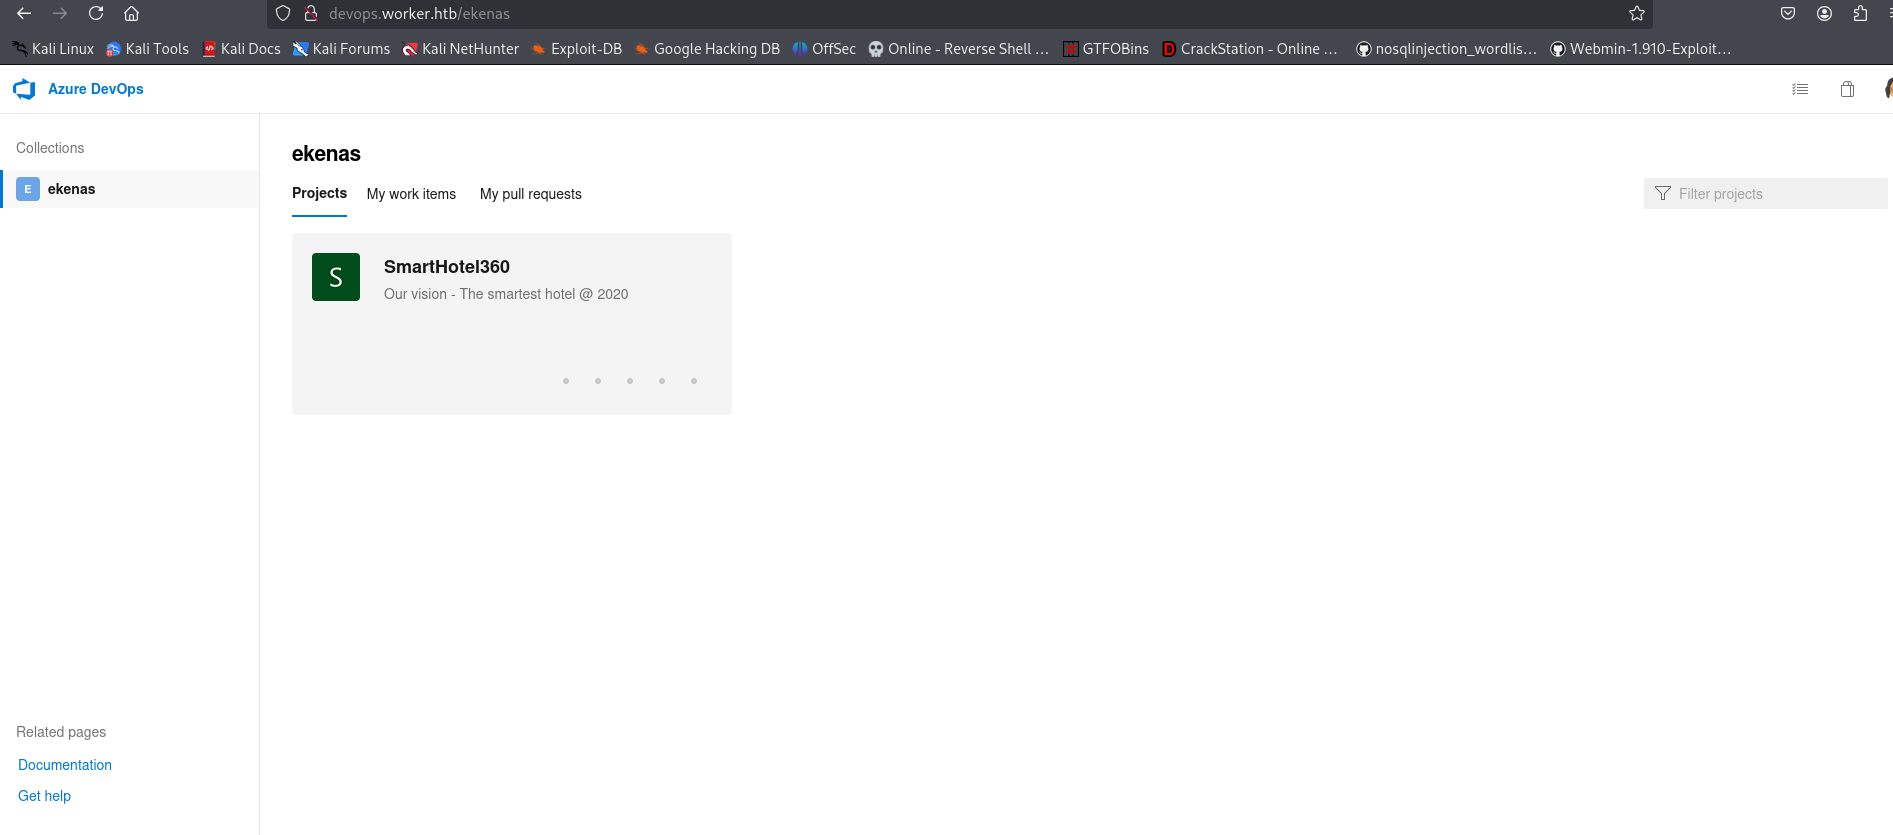 devops.worker.htb/ekenas
Kali Linux Kali Tools Kali Docs Kali Forums Kali NetHunter Exploit-DB Google Hacking DB OffSec Online - Reverse Shell ... GTFOBins CrackStation - Online ... nosqlinjection_wordlis... Webmin-1.910-Exploit...
Azure DevOps
Collections
E ekenas
ekenas
Projects My work items My pull requests
Filter projects
S SmartHotel360
Our vision - The smartest hotel @ 2020
Related pages
Documentation
Get help